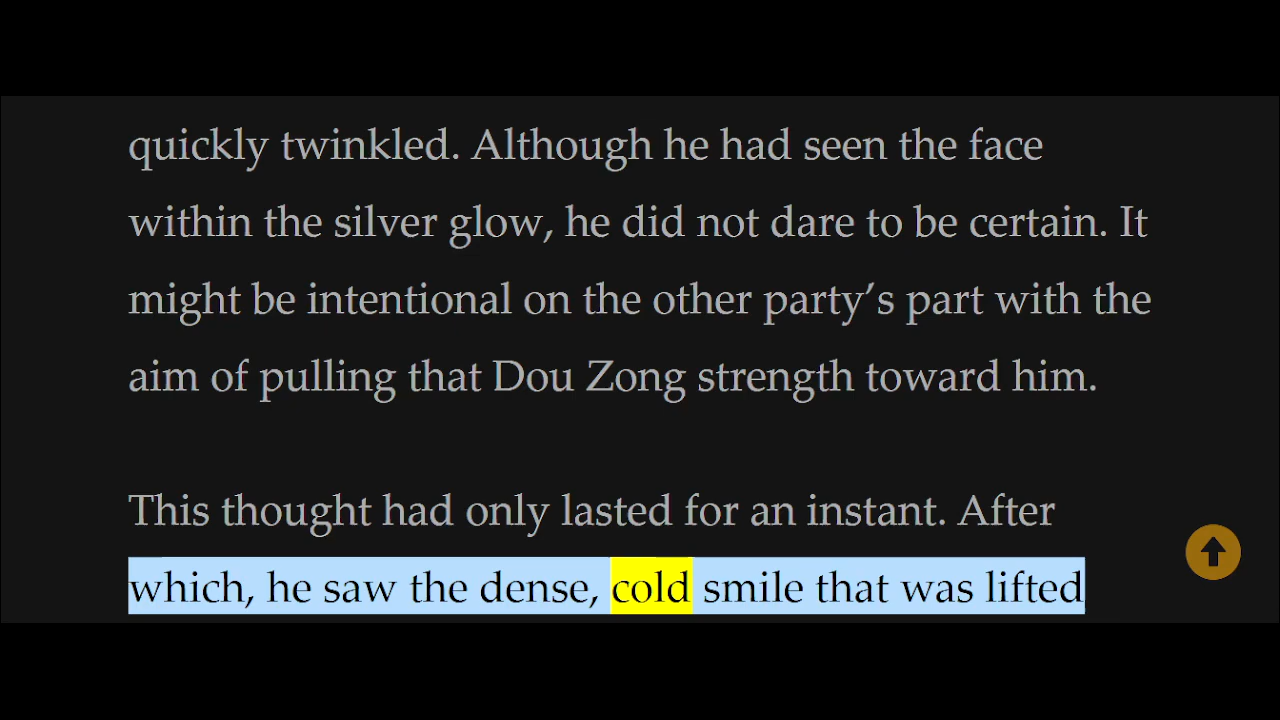 quickly twinkled. Although he had seen the face
within the silver glow, he did not dare to be certain. It
might be intentional on the other party’s part with the
aim of pulling that Dou Zong strength toward him.
This thought had only lasted for an instant. After
which, he saw the dense, cold smile that was lifted